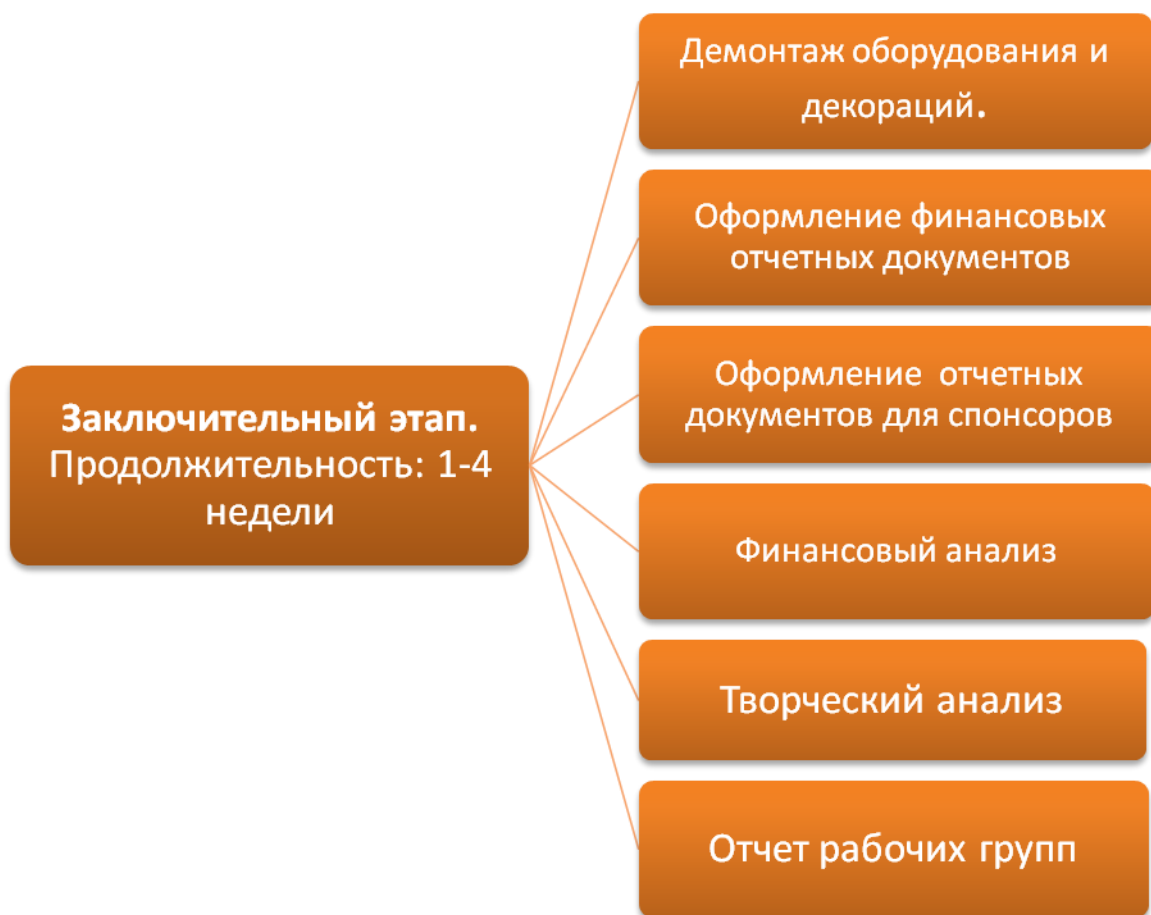 Демонтаж оборудования и
декораций.
Оформление финансовых
отчетных документов
Оформление отчетных
документов для спонсоров
Заключительный этап.
Продолжительность: 1-4
недели
Финансовый анализ
Творческий анализ
Отчет рабочих групп